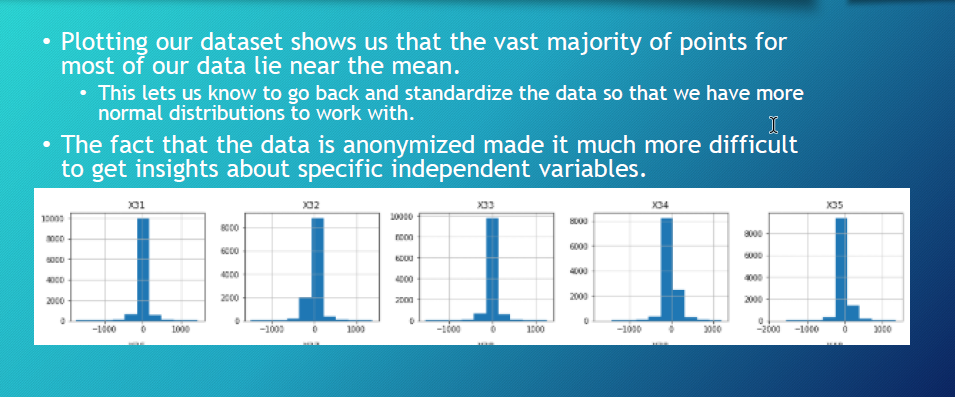 • Plotting our dataset shows us that the vast majority of points for
most of our data lie near the mean.
• This lets us know to go back and standardize the data so that we have more
normal distributions to work with.
• The fact that the data is anonymized made it much more difficult
to get insights about specific independent variables.
X31 X32 X33 X34 X35
10000 8000 6000 4000 2000 0
-1000 0 1000
8000 6000 4000 2000 0
-1000 0 1000
10000 8000 6000 4000 2000 0
-1000 0 1000
8000 6000 4000 2000 0
-1000 0 1000
8000 6000 4000 2000 0
-2000 -1000 0 1000